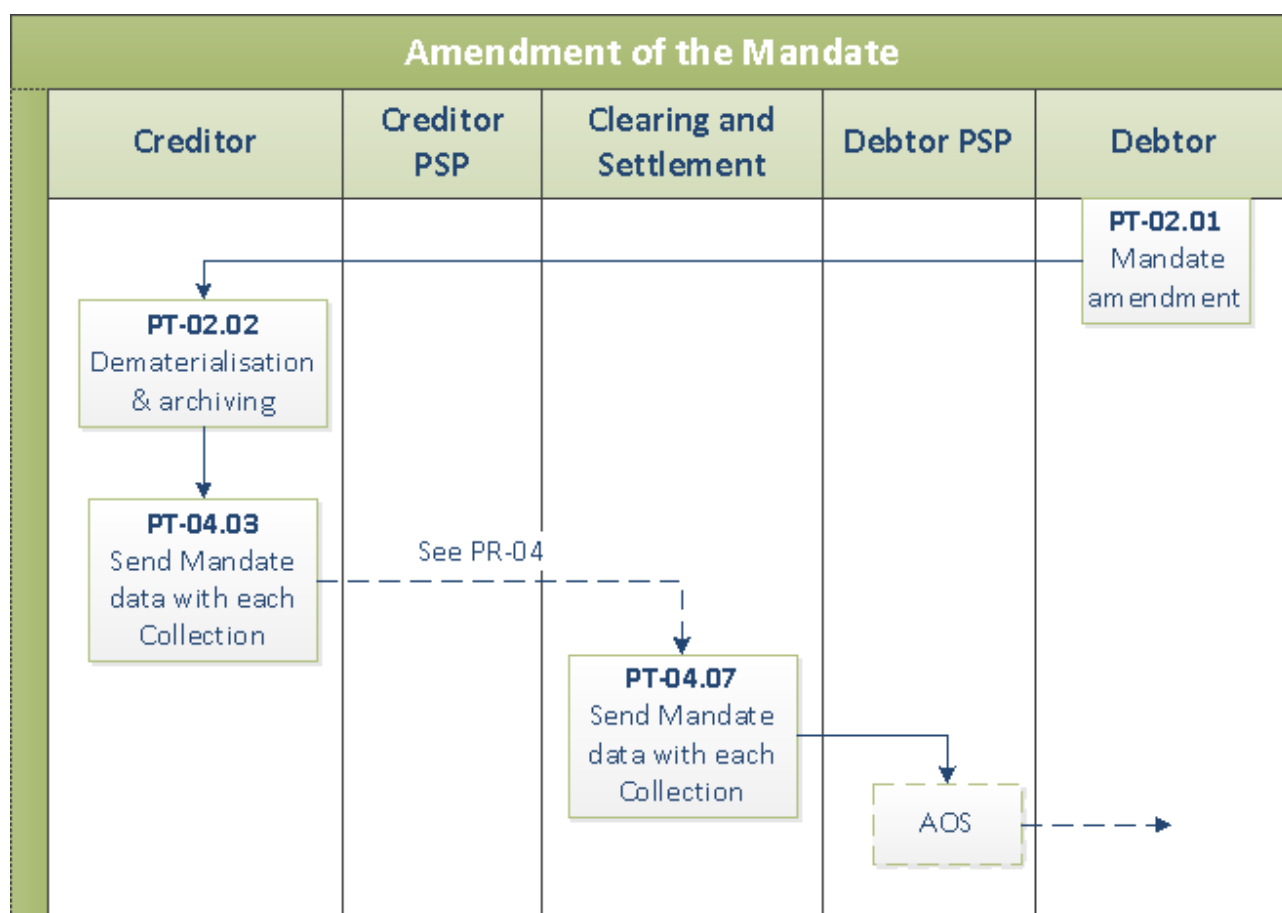 Amendment of the Mandate
Creditor
Creditor
PSP
Clearing and
Settlement
Debtor PSP
Debtor
PT-02.01
Mandate
amendment
PT-02.02
Dematerialisation
& archiving
PT-04.03
Send Mandate
data with each
Collection
See PR-04
PT-04.07
Send Mandate
data with each
Collection
AOS